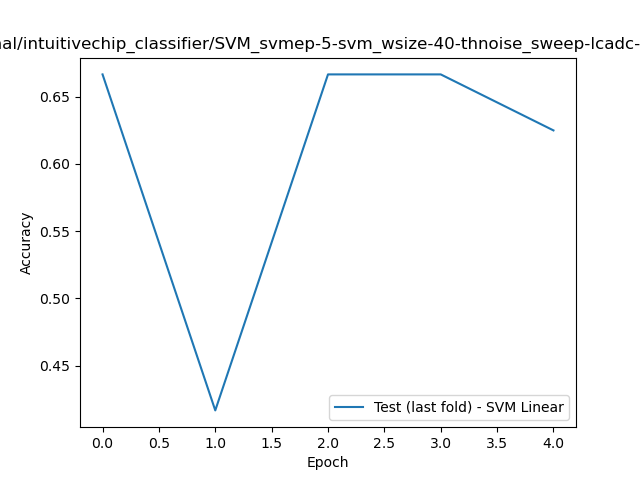 nal/intuitivechip_classifier/SVM_svmep-5-svm_wsize-40-thnoise_sweep-lcadc-
0.65
0.60
0.55
0.50
0.45
Accuracy
Test (last fold) - SVM Linear
0.0 0.5 1.0 1.5 2.0 2.5 3.0 3.5 4.0
Epoch